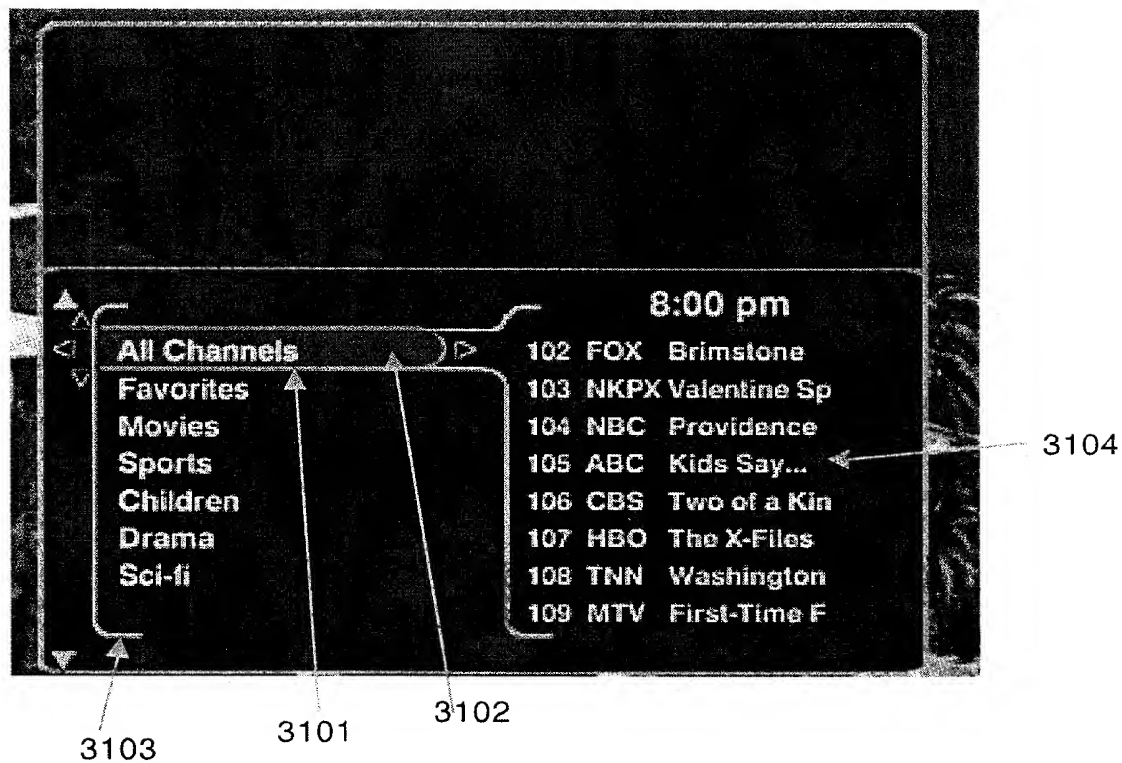 8:00 pm
All Channels
Favorites
Movies
Sports
Children
Drama
Sci-fi
102 FOX Brimstone
103 NKPX Valentine Sp
104 NBC Providence
105 ABC Kids Say...
106 CBS Two of a Kin
107 HBO The X-Files
108 TNN Washington
109 MTV First-Time F
3104
3102
3101
3103